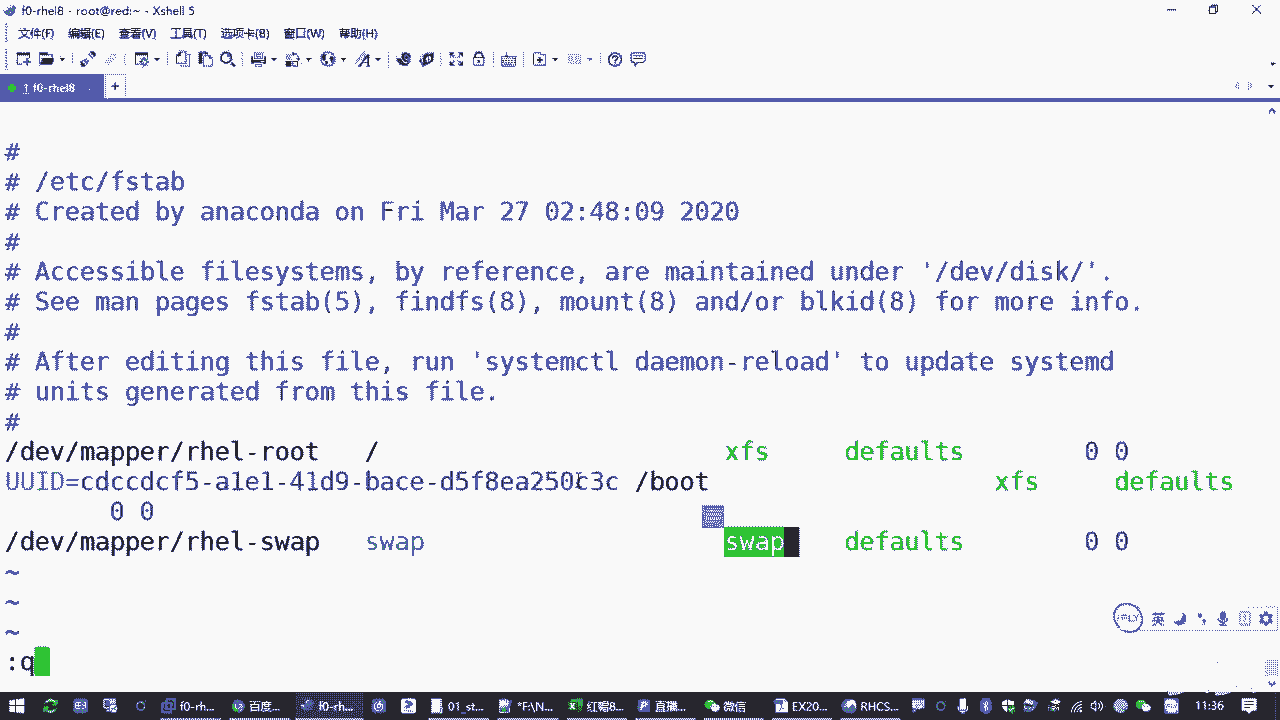 f0-rhel8 - root@red:~ - Xshell 5
文件(F) 编辑(E) 查看(V) 工具(T) 选项卡(B) 窗口(W) 帮助(H)
1 f0-rhel8
#
# /etc/fstab
# Created by anaconda on Fri Mar 27 02:48:09 2020
#
# Accessible filesystems, by reference, are maintained under '/dev/disk/'.
# See man pages fstab(5), findfs(8), mount(8) and/or blkid(8) for more info.
#
# After editing this file, run 'systemctl daemon-reload' to update systemd
# units generated from this file.
#
/dev/mapper/rhel-root / xfs defaults 0 0
UUID=cdccdcf5-a1e1-41d9-bace-d5f8ea250c3c /boot xfs defaults
0 0
/dev/mapper/rhel-swap swap swap defaults 0 0
~
~
~
:q
iFLY 英
f0-rh... 百度... f0-rh... 01_st... *F\N... 红帽8... 直播... 微信 EX20... RHCS... 11:36